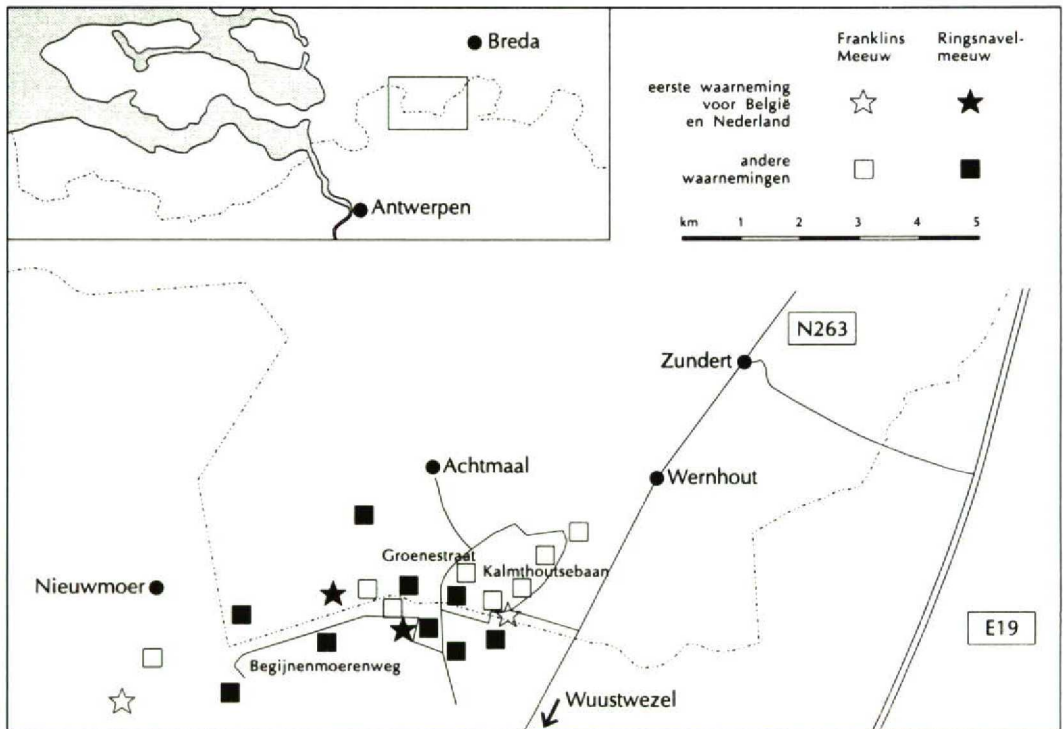 Breda
Antwerpen
Franklins
Meeuw
Ringsnavel-
meeuw
eerste waarneming
voor België
en Nederland
andere
waarnemingen
km 1 2 3 4 5
N263
Zundert
Achtmaal
Wernhout
Groenestraat
Kalmthoutsebaan
Nieuwmoer
E19
Begijnenmoerenweg
Wuustwezel